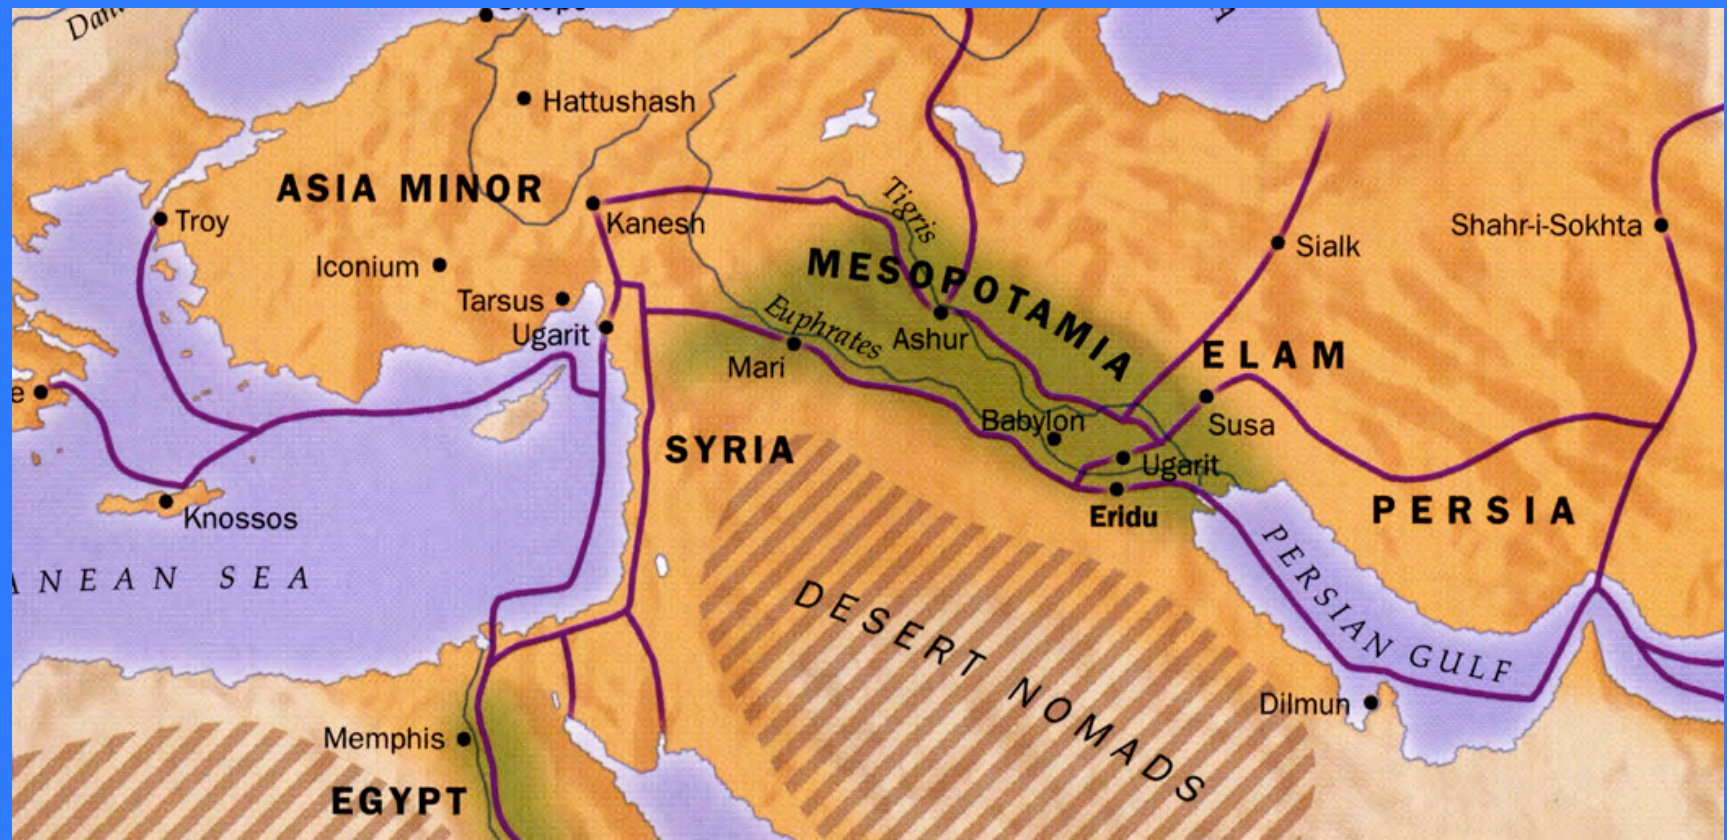 Hattushash
ASIA MINOR
Troy
Kanesh
Tigris
Shahr-i-Sokhta
Sialk
Iconium
MESOPOTAMIA
Tarsus
Ugarit
Euphrates
Ashur
ELAM
Mari
Babylon
Susa
SYRIA
Ugarit
Eridu
PERSIA
Knossos
ANEAN SEA
PERSIAN GULF
DESERT NOMADS
Dilmun
Memphis
EGYPT